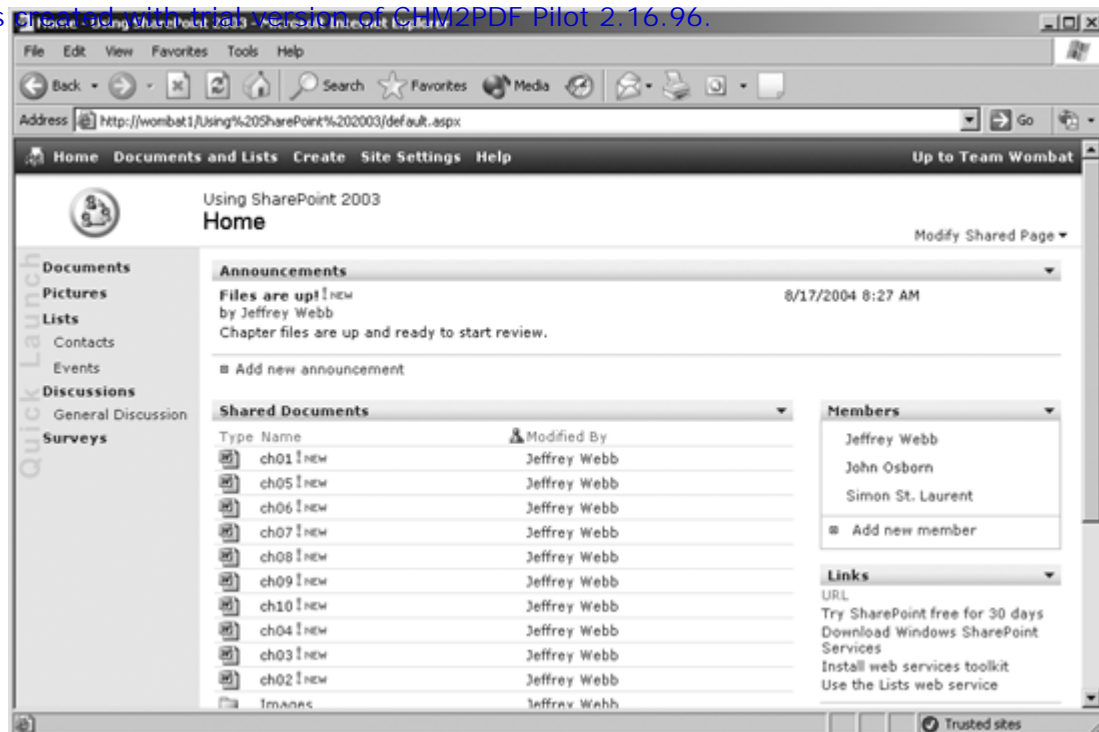 s created with trial version of CHM2PDF Pilot 2.16.96.
Home - Using SharePoint 2003 - Microsoft Internet Explorer
File Edit View Favorites Tools Help
Back Search Favorites Media
Address http://wombat1/Using%20SharePoint%202003/default.aspx Go
Home Documents and Lists Create Site Settings Help Up to Team Wombat
Using SharePoint 2003
Home
Modify Shared Page
Quick Launch
Documents
Pictures
Lists
Contacts
Events
Discussions
General Discussion
Surveys
Announcements
Files are up! NEW 8/17/2004 8:27 AM
by Jeffrey Webb
Chapter files are up and ready to start review.
Add new announcement
Shared Documents
Type Name Modified By
ch01 ! NEW Jeffrey Webb
ch05 ! NEW Jeffrey Webb
ch06 ! NEW Jeffrey Webb
ch07 ! NEW Jeffrey Webb
ch08 ! NEW Jeffrey Webb
ch09 ! NEW Jeffrey Webb
ch10 ! NEW Jeffrey Webb
ch04 ! NEW Jeffrey Webb
ch03 ! NEW Jeffrey Webb
ch02 ! NEW Jeffrey Webb
Images Jeffrey Webb
Members
Jeffrey Webb
John Osborn
Simon St. Laurent
Add new member
Links
URL
Try SharePoint free for 30 days
Download Windows SharePoint
Services
Install web services toolkit
Use the Lists web service
Trusted sites